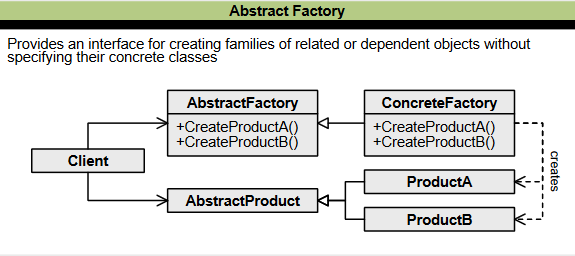 Abstract Factory
Provides an interface for creating families of related or dependent objects without
specifying their concrete classes
AbstractFactory
+CreateProductA()
+CreateProductB()
ConcreteFactory
+CreateProductA()
+CreateProductB()
Client
AbstractProduct
ProductA
ProductB
creates